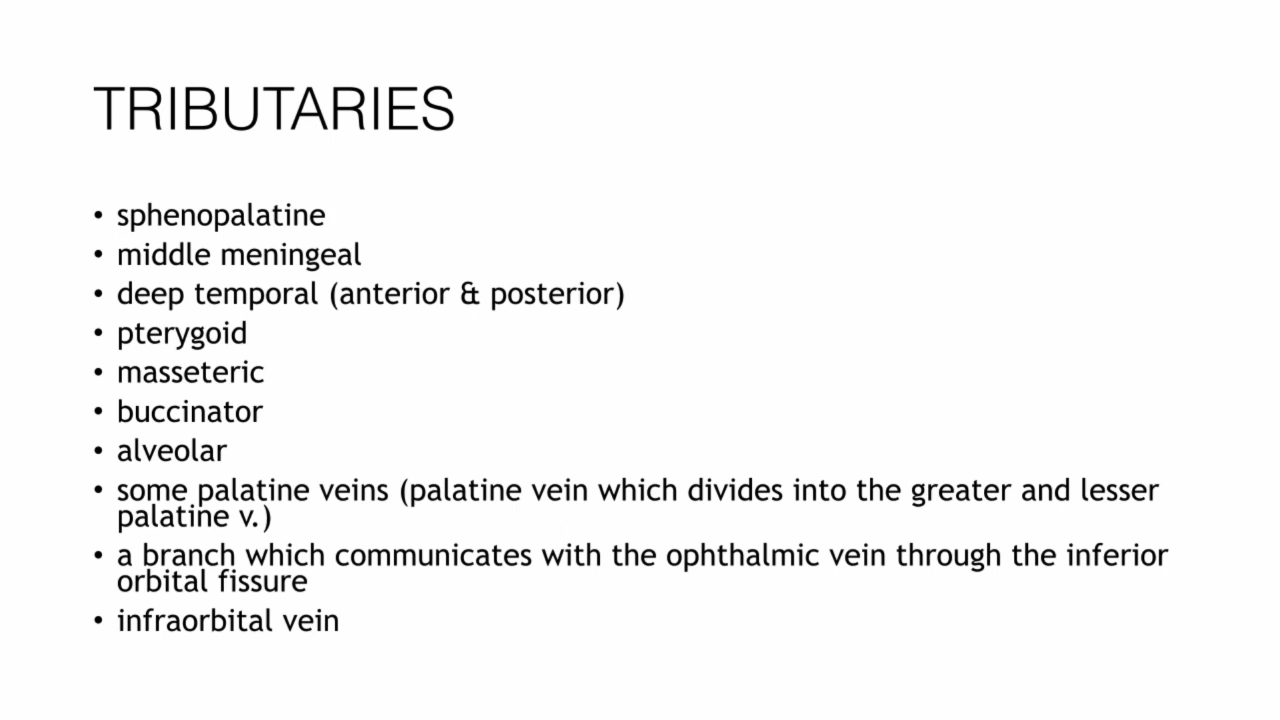 TRIBUTARIES
• sphenopalatine
• middle meningeal
• deep temporal (anterior & posterior)
• pterygoid
• masseteric
• buccinator
• alveolar
• some palatine veins (palatine vein which divides into the greater and lesser
palatine v.)
• a branch which communicates with the ophthalmic vein through the inferior
orbital fissure
• infraorbital vein